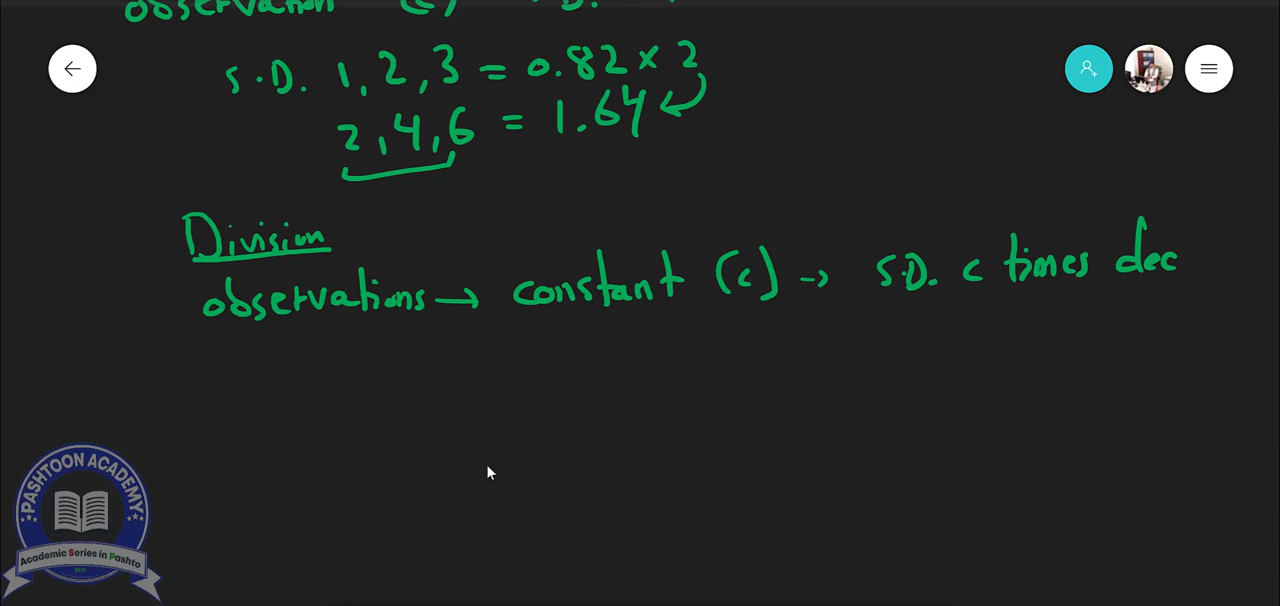 observation (c) S.D.
S.D. 1, 2, 3 = 0.82 x 2
2, 4, 6 = 1.64
Division
observations → constant (c) → S.D. c times dec
PASHTOON ACADEMY
Academic Series in Pashto